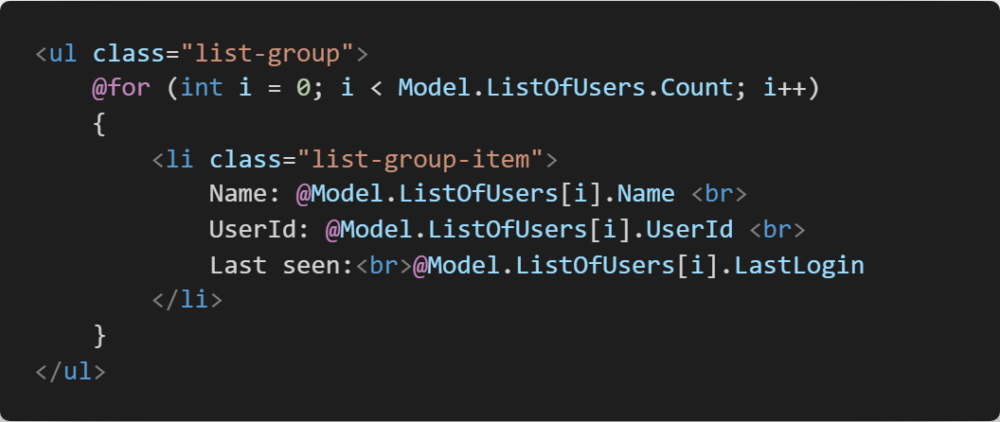 <ul class="list-group">
    @for (int i = 0; i < Model.ListOfUsers.Count; i++)
    {
        <li class="list-group-item">
            Name: @Model.ListOfUsers[i].Name <br>
            UserId: @Model.ListOfUsers[i].UserId <br>
            Last seen:<br>@Model.ListOfUsers[i].LastLogin
        </li>
    }
</ul>